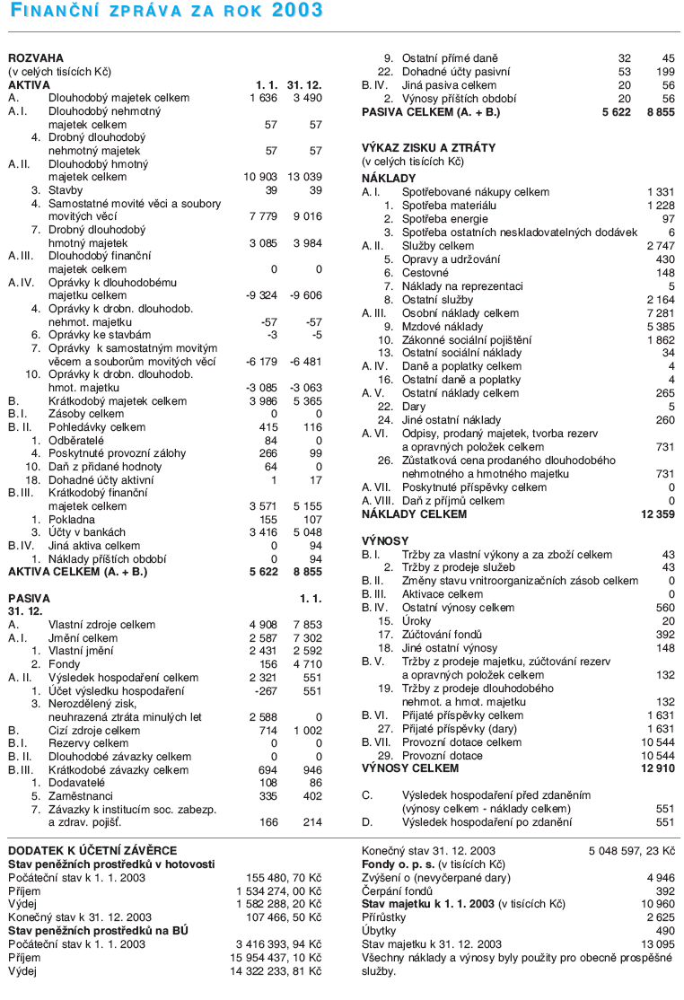 FINANČNÍ ZPRÁVA ZA ROK 2003
ROZVAHA
(v celých tisících Kč)
AKTIVA 1. 1. 31. 12.
A. Dlouhodobý majetek celkem 1 636 3 490
A. I. Dlouhodobý nehmotný
majetek celkem 57 57
4. Drobný dlouhodobý
nehmotný majetek 57 57
A. II. Dlouhodobý hmotný
majetek celkem 10 903 13 039
3. Stavby 39 39
4. Samostatné movité věci a soubory
movitých věcí 7 779 9 016
7. Drobný dlouhodobý
hmotný majetek 3 085 3 984
A. III. Dlouhodobý finanční
majetek celkem 0 0
A. IV. Oprávky k dlouhodobému
majetku celkem -9 324 -9 606
4. Oprávky k drobn. dlouhodob.
nehmot. majetku -57 -57
6. Oprávky ke stavbám -3 -5
7. Oprávky k samostatným movitým
věcem a souborům movitých věcí -6 179 -6 481
10. Oprávky k drobn. dlouhodob.
hmot. majetku -3 085 -3 063
B. Krátkodobý majetek celkem 3 986 5 365
B. I. Zásoby celkem 0 0
B. II. Pohledávky celkem 415 116
1. Odběratelé 84 0
4. Poskytnuté provozní zálohy 266 99
10. Daň z přidané hodnoty 64 0
18. Dohadné účty aktivní 1 17
B. III. Krátkodobý finanční
majetek celkem 3 571 5 155
1. Pokladna 155 107
3. Účty v bankách 3 416 5 048
B. IV. Jiná aktiva celkem 0 94
1. Náklady příštích období 0 94
AKTIVA CELKEM (A. + B.) 5 622 8 855
PASIVA 1. 1.
31. 12.
A. Vlastní zdroje celkem 4 908 7 853
A. I. Jmění celkem 2 587 7 302
1. Vlastní jmění 2 431 2 592
2. Fondy 156 4 710
A. II. Výsledek hospodaření celkem 2 321 551
1. Účet výsledku hospodaření -267 551
3. Nerozdělený zisk,
neuhrazená ztráta minulých let 2 588 0
B. Cizí zdroje celkem 714 1 002
B. I. Rezervy celkem 0 0
B. II. Dlouhodobé závazky celkem 0 0
B. III. Krátkodobé závazky celkem 694 946
1. Dodavatelé 108 86
5. Zaměstnanci 335 402
7. Závazky k institucím soc. zabezp.
a zdrav. pojišť. 166 214
9. Ostatní přímé daně 32 45
22. Dohadné účty pasivní 53 199
B. IV. Jiná pasiva celkem 20 56
2. Výnosy příštích období 20 56
PASIVA CELKEM (A. + B.) 5 622 8 855
VÝKAZ ZISKU A ZTRÁTY
(v celých tisících Kč)
NÁKLADY
A. I. Spotřebované nákupy celkem 1 331
1. Spotřeba materiálu 1 228
2. Spotřeba energie 97
3. Spotřeba ostatních neskladovatelných dodávek 6
A. II. Služby celkem 2 747
5. Opravy a udržování 430
6. Cestovné 148
7. Náklady na reprezentaci 5
8. Ostatní služby 2 164
A. III. Osobní náklady celkem 7 281
9. Mzdové náklady 5 385
10. Zákonné sociální pojištění 1 862
13. Ostatní sociální náklady 34
A. IV. Daně a poplatky celkem 4
16. Ostatní daně a poplatky 4
A. V. Ostatní náklady celkem 265
22. Dary 5
24. Jiné ostatní náklady 260
A. VI. Odpisy, prodaný majetek, tvorba rezerv
a opravných položek celkem 731
26. Zůstatková cena prodaného dlouhodobého
nehmotného a hmotného majetku 731
A. VII. Poskytnuté příspěvky celkem 0
A. VIII. Daň z příjmů celkem 0
NÁKLADY CELKEM 12 359
VÝNOSY
B. I. Tržby za vlastní výkony a za zboží celkem 43
2. Tržby z prodeje služeb 43
B. II. Změny stavu vnitroorganizačních zásob celkem 0
B. III. Aktivace celkem 0
B. IV. Ostatní výnosy celkem 560
15. Úroky 20
17. Zúčtování fondů 392
18. Jiné ostatní výnosy 148
B. V. Tržby z prodeje majetku, zúčtování rezerv
a opravných položek celkem 132
19. Tržby z prodeje dlouhodobého
nehmot. a hmot. majetku 132
B. VI. Přijaté příspěvky celkem 1 631
27. Přijaté příspěvky (dary) 1 631
B. VII. Provozní dotace celkem 10 544
29. Provozní dotace 10 544
VÝNOSY CELKEM 12 910
C. Výsledek hospodaření před zdaněním
(výnosy celkem - náklady celkem) 551
D. Výsledek hospodaření po zdanění 551
DODATEK K ÚČETNÍ ZÁVĚRCE
Stav peněžních prostředků v hotovosti
Počáteční stav k 1. 1. 2003 155 480, 70 Kč
Příjem 1 534 274, 00 Kč
Výdej 1 582 288, 20 Kč
Konečný stav k 31. 12. 2003 107 466, 50 Kč
Stav peněžních prostředků na BÚ
Počáteční stav k 1. 1. 2003 3 416 393, 94 Kč
Příjem 15 954 437, 10 Kč
Výdej 14 322 233, 81 Kč
Konečný stav 31. 12. 2003 5 048 597, 23 Kč
Fondy o. p. s. (v tisících Kč)
Zvýšení o (nevyčerpané dary) 4 946
Čerpání fondů 392
Stav majetku k 1. 1. 2003 (v tisících Kč) 10 960
Přírůstky 2 625
Úbytky 490
Stav majetku k 31. 12. 2003 13 095
Všechny náklady a výnosy byly použity pro obecně prospěšné
služby.